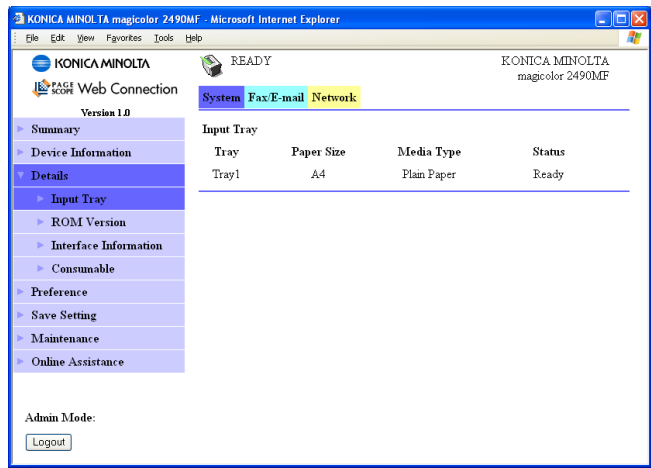 KONICA MINOLTA magicolor 2490MF - Microsoft Internet Explorer
File Edit View Favorites Tools Help
KONICA MINOLTA
PAGE SCOPE Web Connection
Version 1.0
READY
KONICA MINOLTA
magicolor 2490MF
System Fax/E-mail Network
Summary
Device Information
Details
Input Tray
ROM Version
Interface Information
Consumable
Preference
Save Setting
Maintenance
Online Assistance
Admin Mode:
Logout
Input Tray
Tray Paper Size Media Type Status
Tray1 A4 Plain Paper Ready